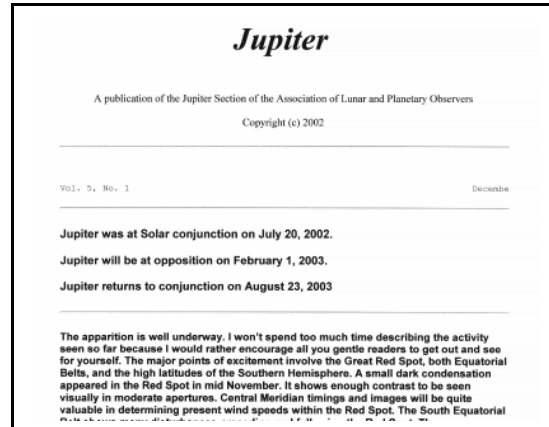 Jupiter
A publication of the Jupiter Section of the Association of Lunar and Planetary Observers
Copyright (c) 2002
Vol. 5, No. 1 Decembe
Jupiter was at Solar conjunction on July 20, 2002.
Jupiter will be at opposition on February 1, 2003.
Jupiter returns to conjunction on August 23, 2003
The apparition is well underway. I won't spend too much time describing the activity
seen so far because I would rather encourage all you gentle readers to get out and see
for yourself. The major points of excitement involve the Great Red Spot, both Equatorial
Belts, and the high latitudes of the Southern Hemisphere. A small dark condensation
appeared in the Red Spot in mid November. It shows enough contrast to be seen
visually in moderate apertures. Central Meridian timings and images will be quite
valuable in determining present wind speeds within the Red Spot. The South Equatorial